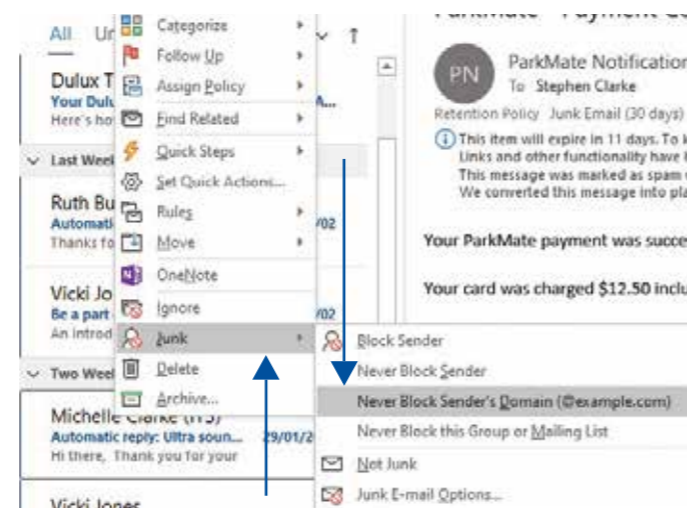 All
Categorize
Follow Up
Dulux T
Your Dulu
Here's ho
Assign Policy
Find Related
Last Week
Quick Steps
Set Quick Actions...
Ruth Bu
Automati
Thanks fo
/02
Rules
Move
OneNote
Vicki Jo
Be a part
An introd
/02
Ignore
Junk
Two Week
Delete
Archive...
Michelle Clarke (ITS)
Automatic reply: Ultra soun... 29/01/2
Hi there, Thank you for your
Vicki Jones
PN
ParkMate Notification
To Stephen Clarke
Retention Policy Junk Email (30 days)
This item will expire in 11 days. To k
Links and other functionality have
This message was marked as spam
We converted this message into pla
Your ParkMate payment was succe
Your card was charged $12.50 inclu
Block Sender
Never Block Sender
Never Block Sender's Domain (@example.com)
Never Block this Group or Mailing List
Not Junk
Junk E-mail Options...